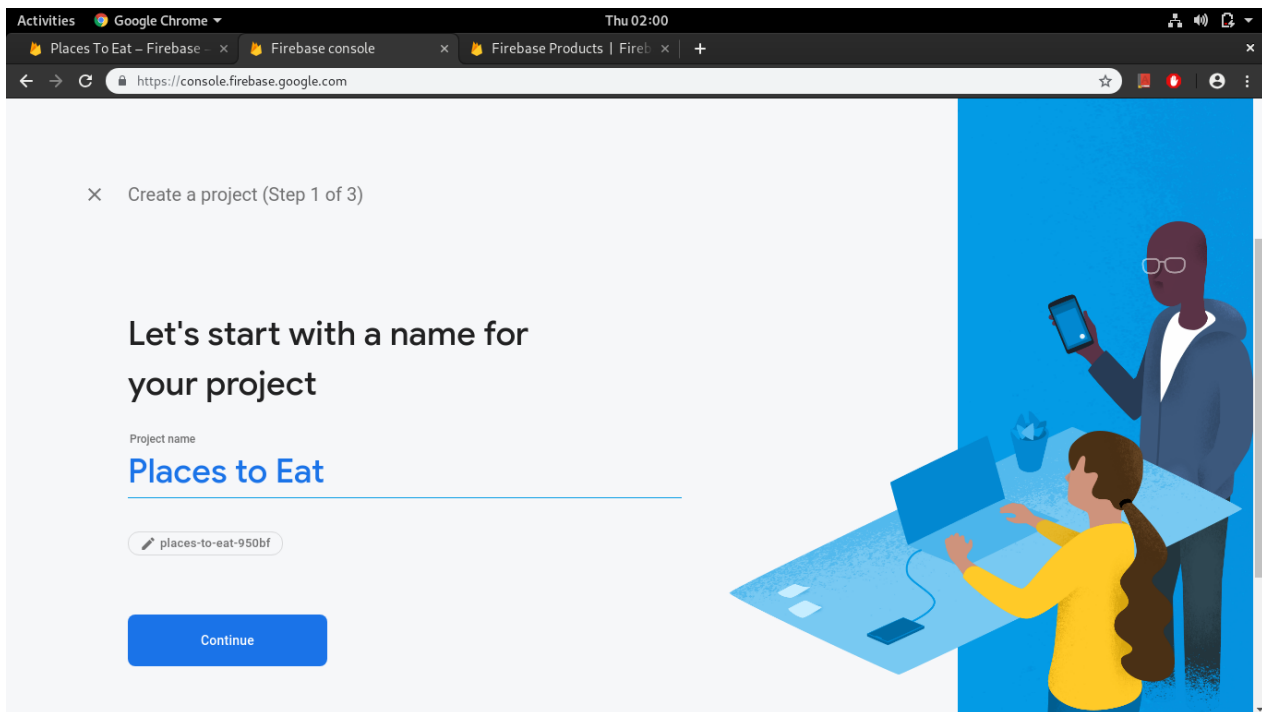 Activities Google Chrome Thu 02:00
Places To Eat – Firebase – Firebase console Firebase Products | Fireb
https://console.firebase.google.com
Create a project (Step 1 of 3)
Let's start with a name for
your project
Project name
Places to Eat
places-to-eat-950bf
Continue